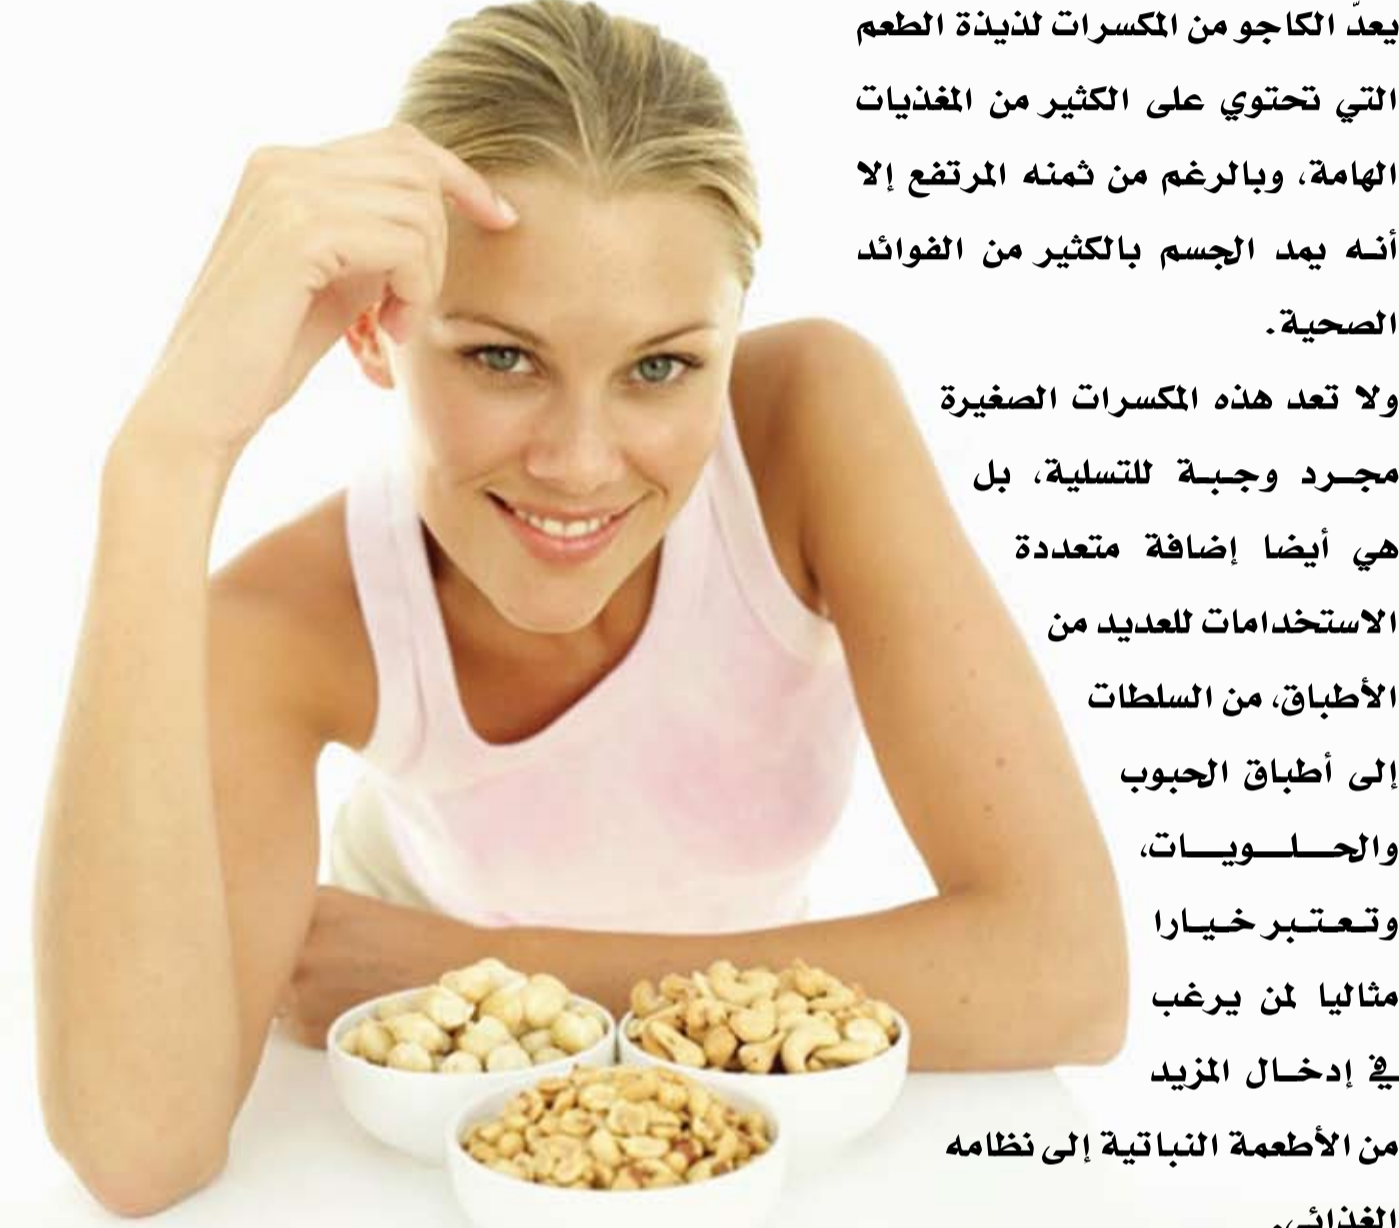 يعدّ الكاجو من المكسرات لذيذة الطعم
التي تحتوي على الكثير من المغذيات
الهامة، وبالرغم من ثمنه المرتفع إلا
أنه يمد الجسم بالكثير من الفوائد
الصحية.
ولا تعد هذه المكسرات الصغيرة
مجرد وجبة للتسلية، بل
هي أيضا إضافة متعددة
الاستخدامات للعديد من
الأطباق، من السلطات
إلى أطباق الحبوب
والحلويات،
وتعتبر خيارا
مثاليا لمن يرغب
في إدخال المزيد
من الأطعمة النباتية إلى نظامه
الغذائي.